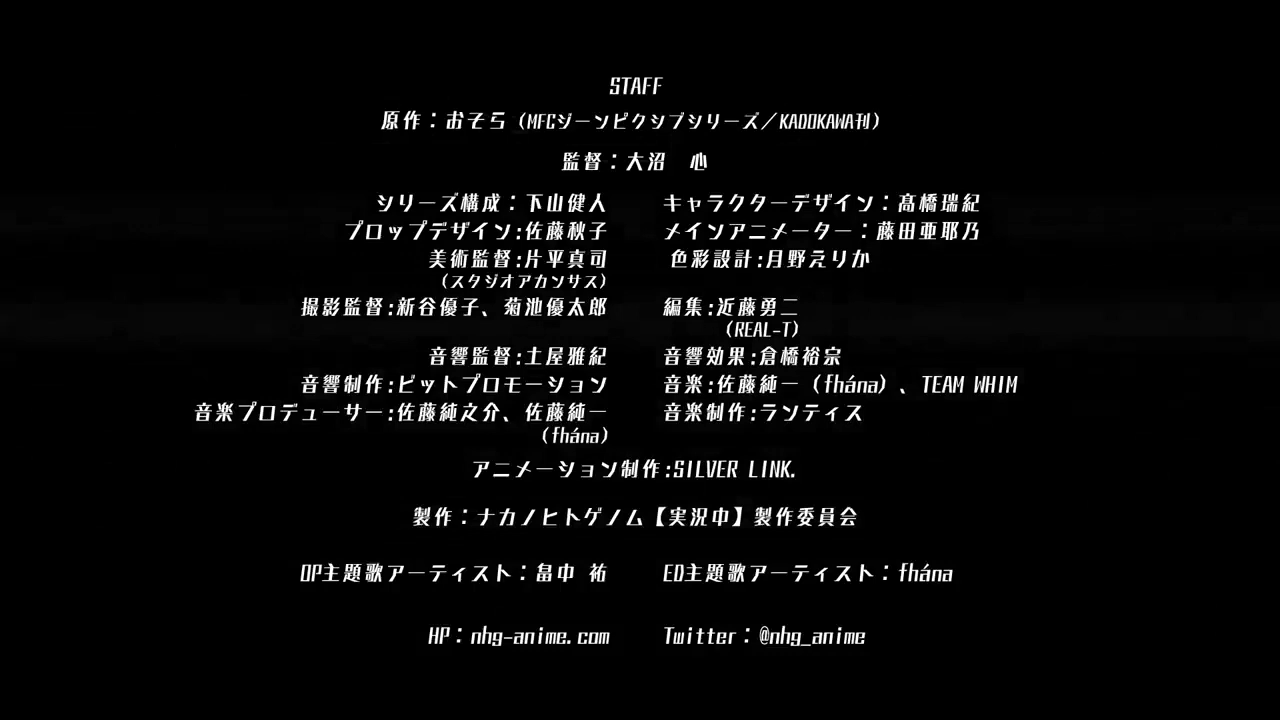 STAFF
原作：おそら（MFCジーンピクシブシリーズ／KADOKAWA刊）
監督：大沼　心
シリーズ構成：下山健人
キャラクターデザイン：髙橋瑞紀
プロップデザイン:佐藤秋子
メインアニメーター：藤田亜耶乃
美術監督:片平真司
(スタジオアカンサス)
色彩設計:月野えりか
撮影監督:新谷優子、菊池優太郎
編集:近藤勇二
(REAL-T)
音響監督:土屋雅紀
音響効果:倉橋裕宗
音響制作:ビットプロモーション
音楽:佐藤純一（fhána）、TEAM WHIM
音楽プロデューサー:佐藤純之介、佐藤純一
(fhána)
音楽制作:ランティス
アニメーション制作:SILVER LINK.
製作：ナカノヒトゲノム【実況中】製作委員会
OP主題歌アーティスト：畠中 祐
ED主題歌アーティスト：fhána
HP：nhg-anime.com
Twitter：@nhg_anime